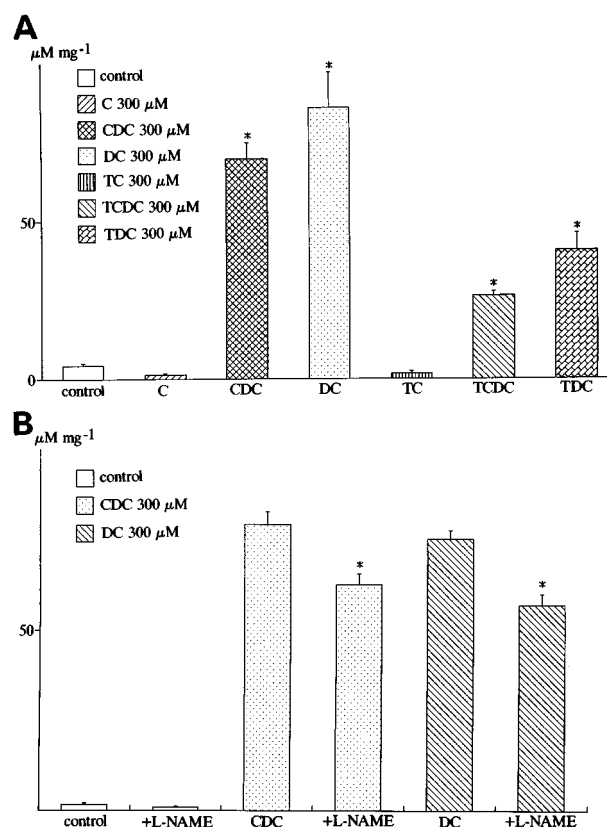 A
μM mg-1
control
C 300 μM
CDC 300 μM
DC 300 μM
TC 300 μM
TCDC 300 μM
TDC 300 μM
50
0
* * * *
control C CDC DC TC TCDC TDC
B
μM mg-1
control
CDC 300 μM
DC 300 μM
50
* *
control +L-NAME CDC +L-NAME DC +L-NAME